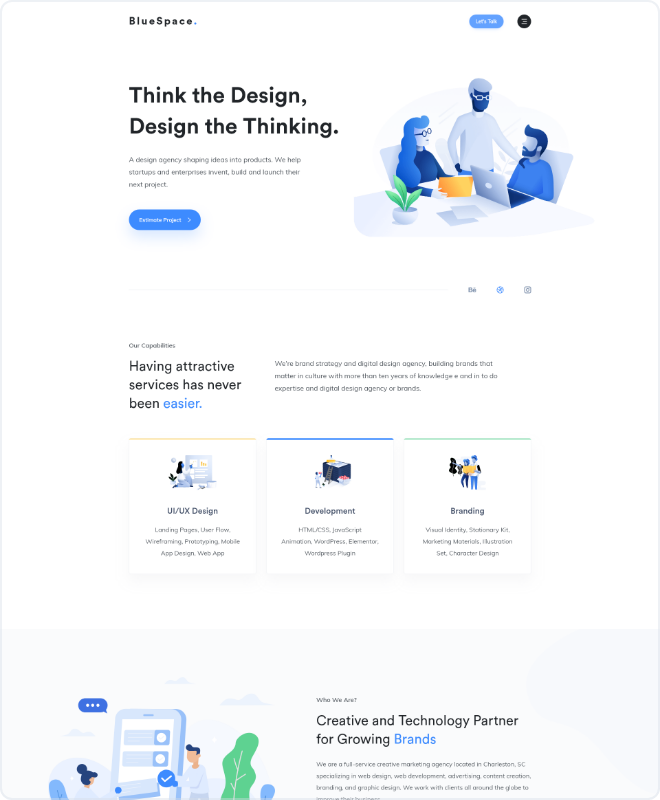 BlueSpace.
Let's Talk
Think the Design,
Design the Thinking.
A design agency shaping ideas into products. We help
startups and enterprises invent, build and launch their
next project.
Estimate Project
Bē
Our Capabilities
Having attractive
services has never
been easier.
We're brand strategy and digital design agency, building brands that
matter in culture with more than ten years of knowledge e and in to do
expertise and digital design agency or brands.
UI/UX Design
Landing Pages, User Flow,
Wireframing, Prototyping, Mobile
App Design, Web App
Development
HTML/CSS, JavaScript
Animation, WordPress, Elementor,
Wordpress Plugin
Branding
Visual Identity, Stationary Kit,
Marketing Materials, Illustration
Set, Character Design
Who We Are?
Creative and Technology Partner
for Growing Brands
We are a full-service creative marketing agency located in Charleston, SC
specializing in web design, web development, advertising, content creation,
branding, and graphic design. We work with clients all around the globe to
improve their business.